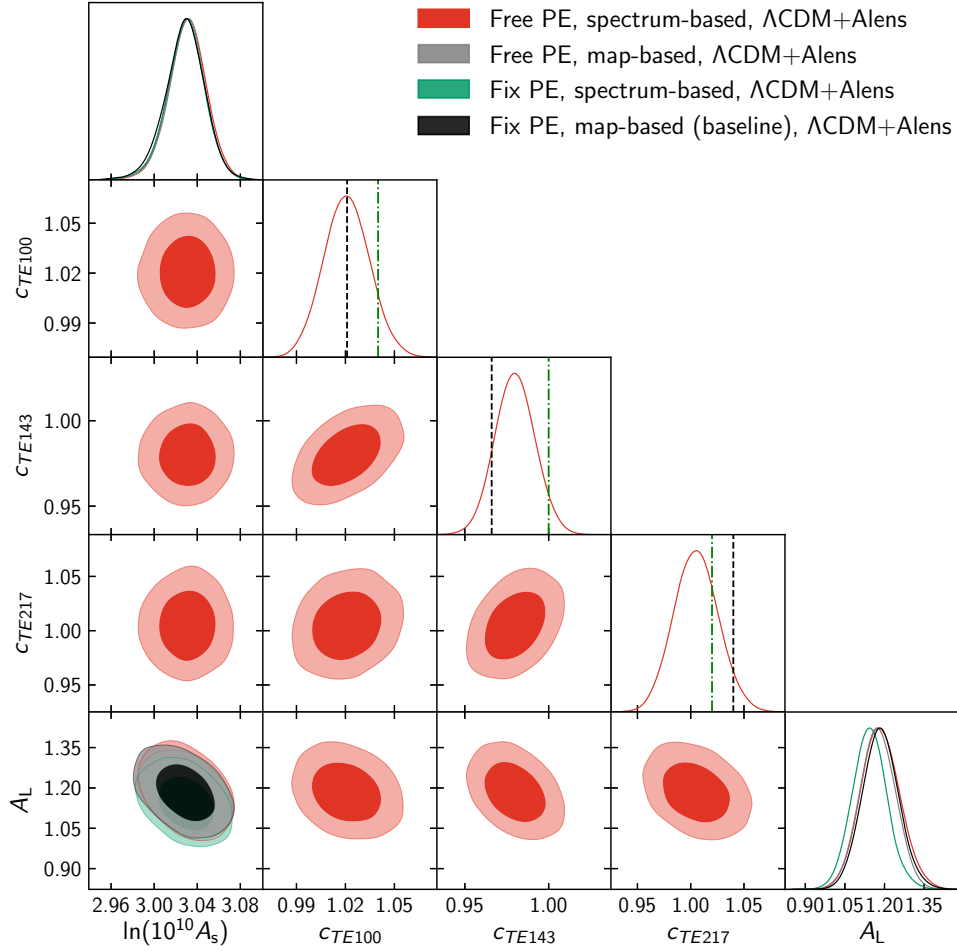 Free PE, spectrum-based, ΛCDM+Alens
Free PE, map-based, ΛCDM+Alens
Fix PE, spectrum-based, ΛCDM+Alens
Fix PE, map-based (baseline), ΛCDM+Alens
1.05
1.02
0.99
c_TE100
1.00
0.95
c_TE143
1.05
1.00
0.95
c_TE217
1.35
1.20
1.05
0.90
A_L
2.96 3.00 3.04 3.08
0.99 1.02 1.05
0.95 1.00
0.95 1.00 1.05
0.90 1.05 1.20 1.35
ln(10^10 A_s)
c_TE100
c_TE143
c_TE217
A_L